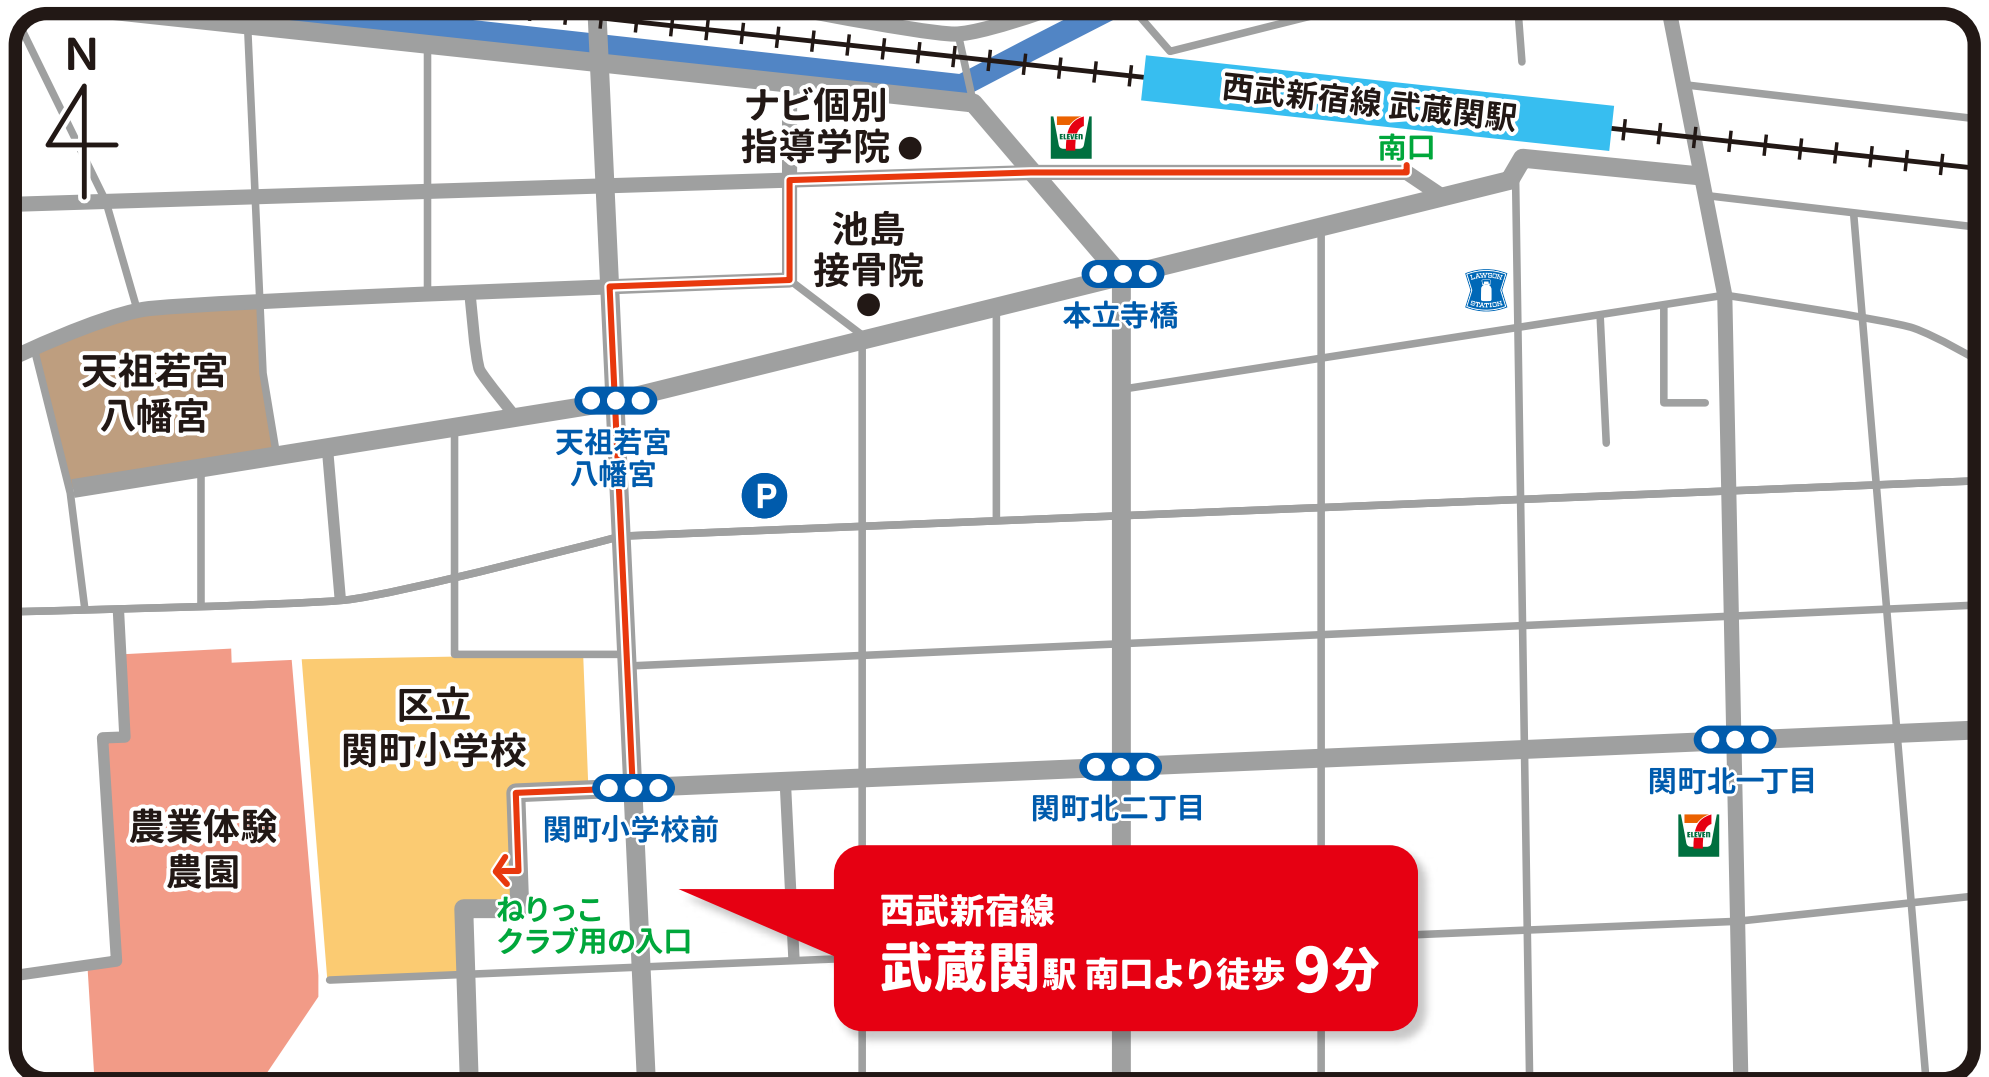 N
西武新宿線 武蔵関駅
ナビ個別
指導学院
ELEVEN
南口
池島
接骨院
LAWSON
STATION
本立寺橋
天祖若宮
八幡宮
天祖若宮
八幡宮
P
区立
関町小学校
関町北一丁目
関町北二丁目
関町小学校前
農業体験
農園
ELEVEN
ねりっこ
クラブ用の入口
西武新宿線
武蔵関駅 南口より徒歩 9分